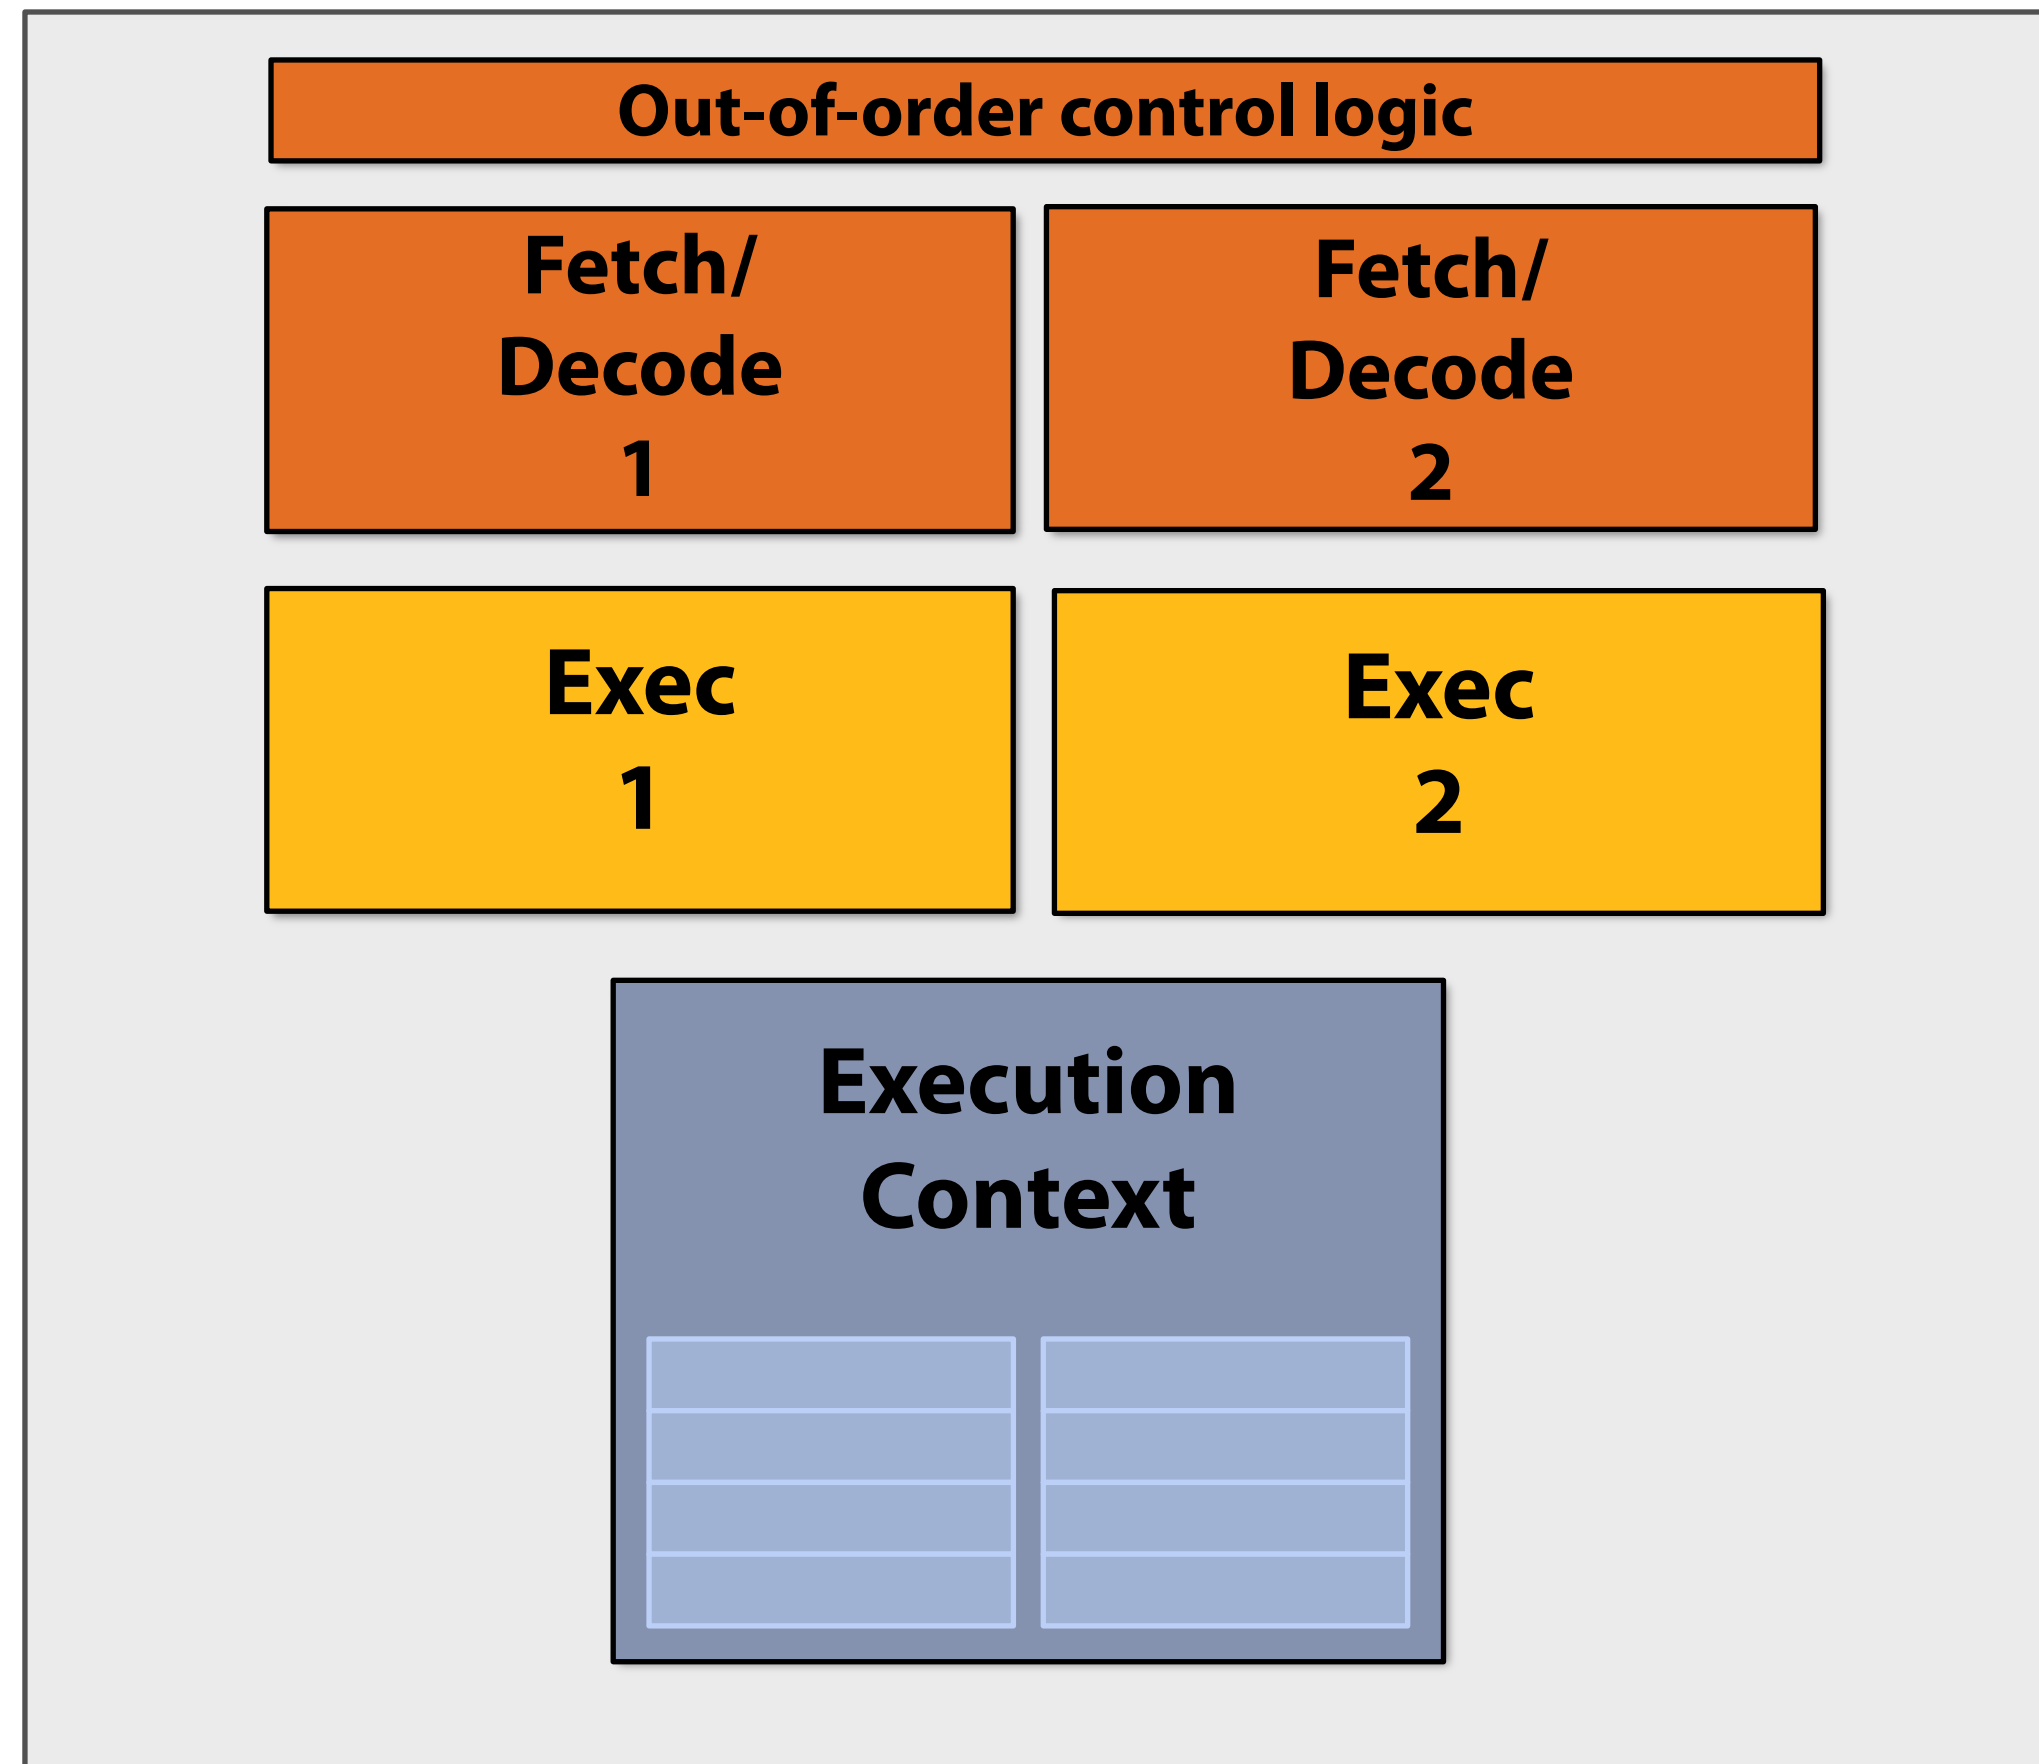 Out-of-order control logic
Fetch/
Decode
1
Fetch/
Decode
2
Exec
1
Exec
2
Execution
Context